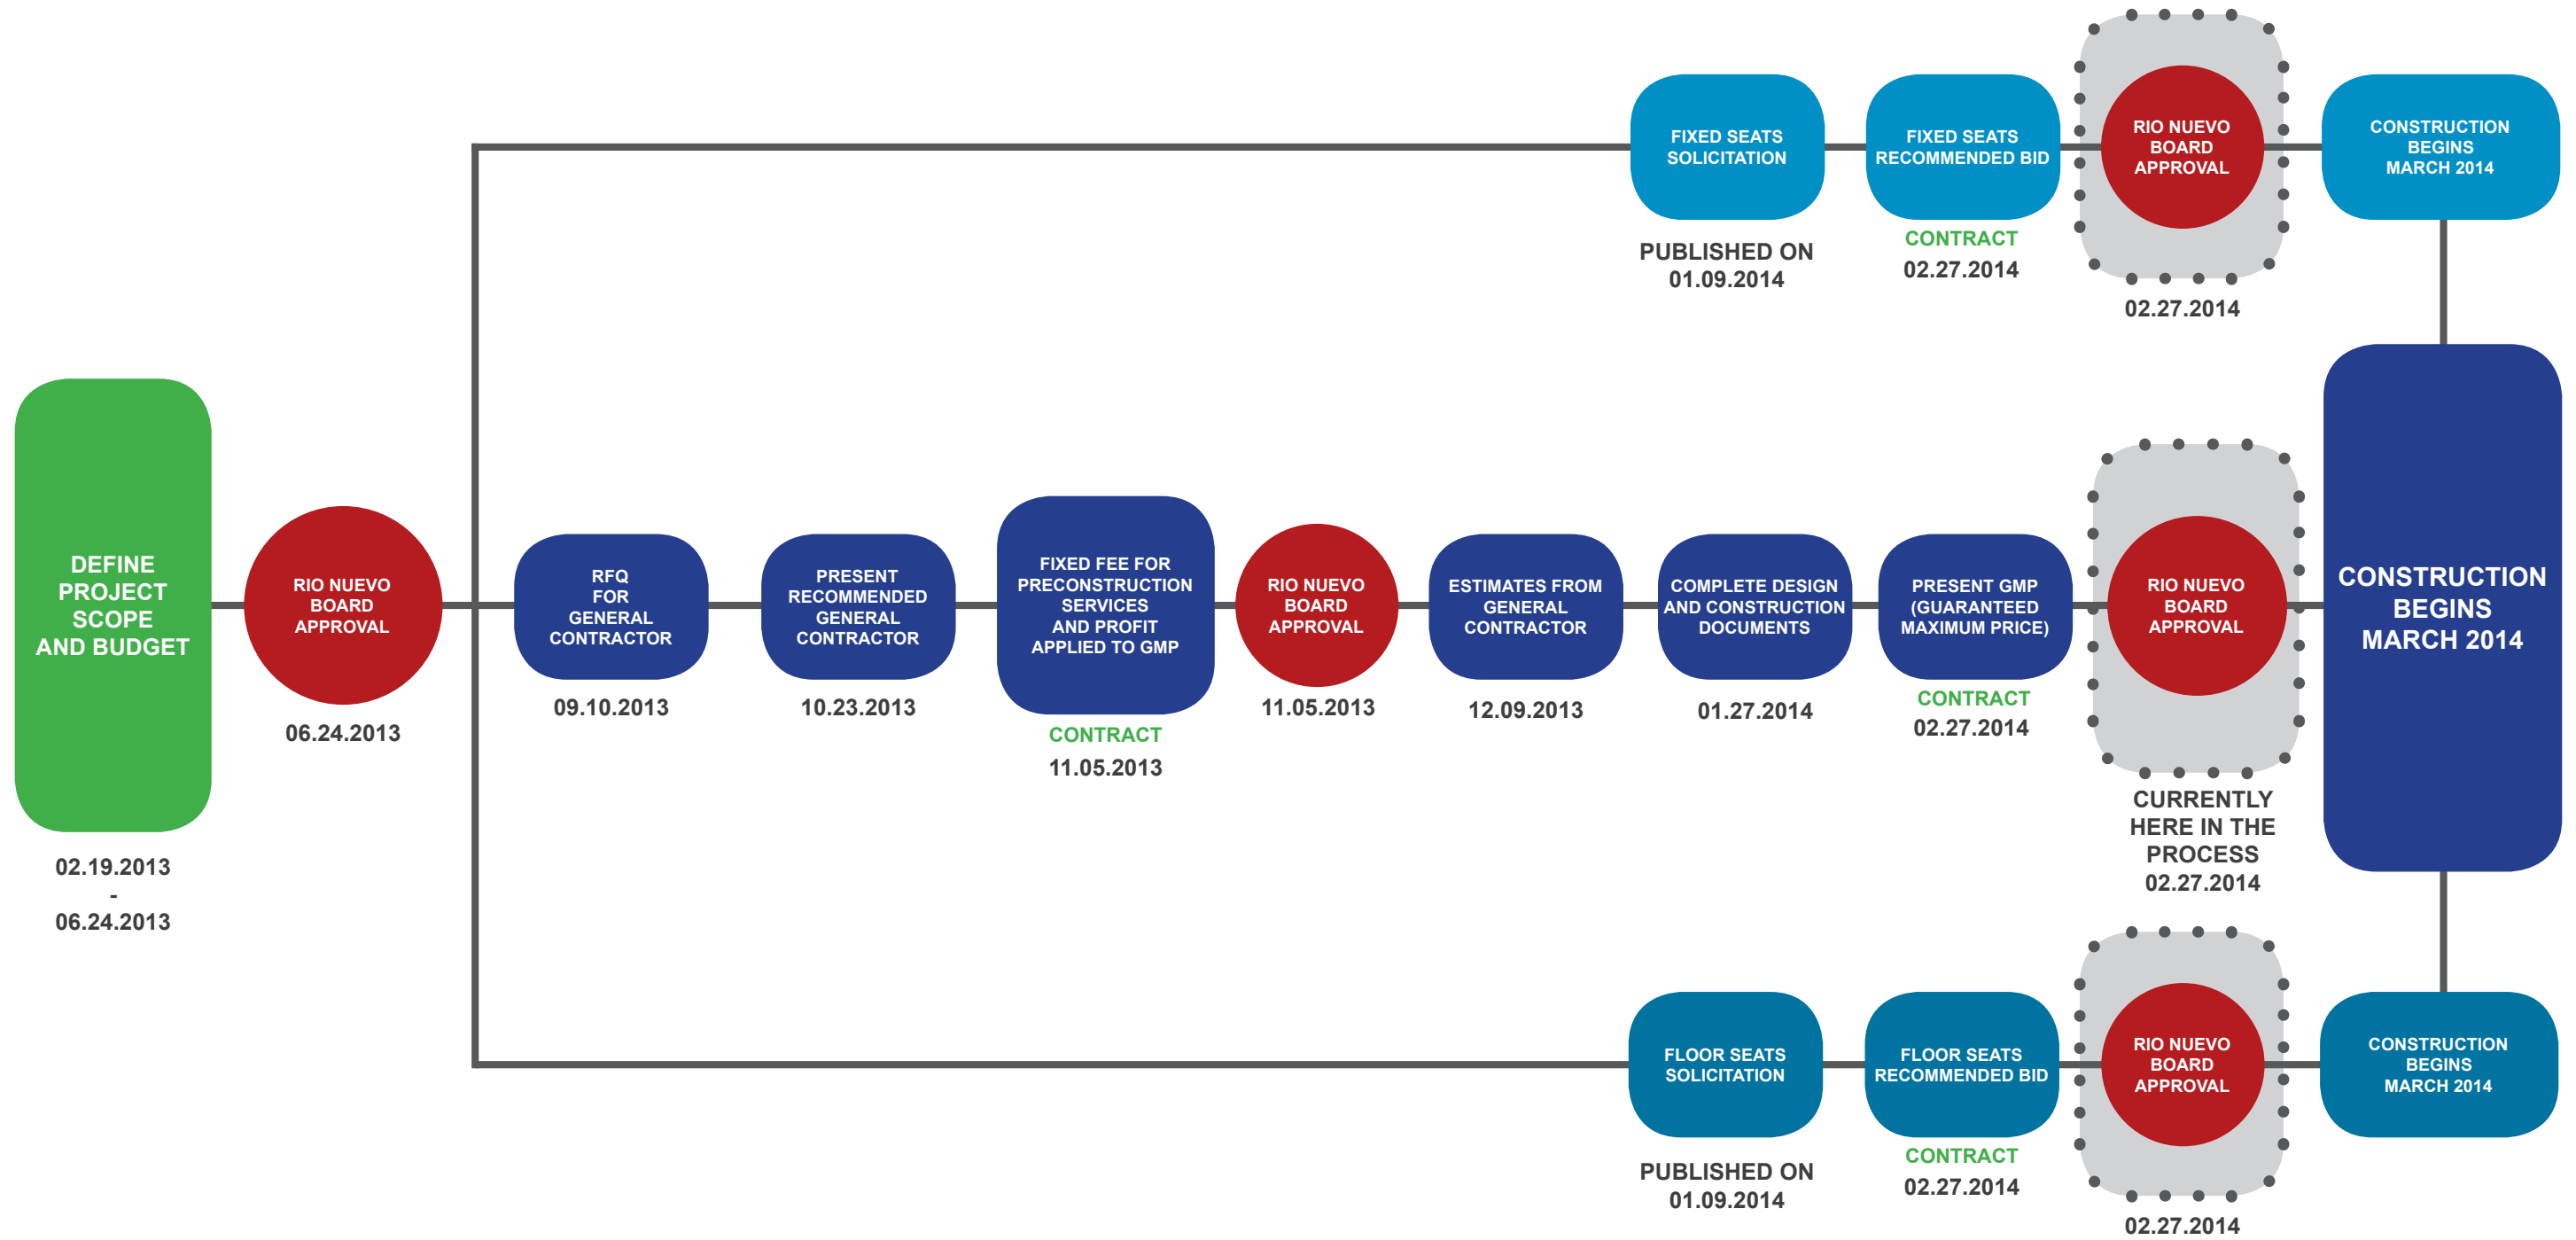 FIXED SEATS
SOLICITATION
PUBLISHED ON
01.09.2014
FIXED SEATS
RECOMMENDED BID
CONTRACT
02.27.2014
RIO NUEVO
BOARD
APPROVAL
02.27.2014
CONSTRUCTION
BEGINS
MARCH 2014
DEFINE
PROJECT
SCOPE
AND BUDGET
02.19.2013
-
06.24.2013
RIO NUEVO
BOARD
APPROVAL
06.24.2013
RFQ
FOR
GENERAL
CONTRACTOR
09.10.2013
PRESENT
RECOMMENDED
GENERAL
CONTRACTOR
10.23.2013
FIXED FEE FOR
PRECONSTRUCTION
SERVICES
AND PROFIT
APPLIED TO GMP
CONTRACT
11.05.2013
RIO NUEVO
BOARD
APPROVAL
11.05.2013
ESTIMATES FROM
GENERAL
CONTRACTOR
12.09.2013
COMPLETE DESIGN
AND CONSTRUCTION
DOCUMENTS
01.27.2014
PRESENT GMP
(GUARANTEED
MAXIMUM PRICE)
CONTRACT
02.27.2014
RIO NUEVO
BOARD
APPROVAL
CURRENTLY
HERE IN THE
PROCESS
02.27.2014
CONSTRUCTION
BEGINS
MARCH 2014
FLOOR SEATS
SOLICITATION
PUBLISHED ON
01.09.2014
FLOOR SEATS
RECOMMENDED BID
CONTRACT
02.27.2014
RIO NUEVO
BOARD
APPROVAL
02.27.2014
CONSTRUCTION
BEGINS
MARCH 2014